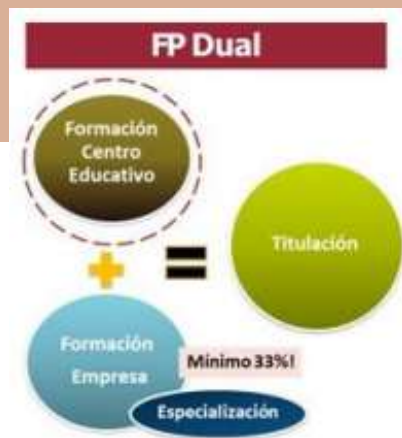 FP Dual
Formación
Centro
Educativo
+
=
Titulación
Formación
Empresa
Mínimo 33%!
Especialización